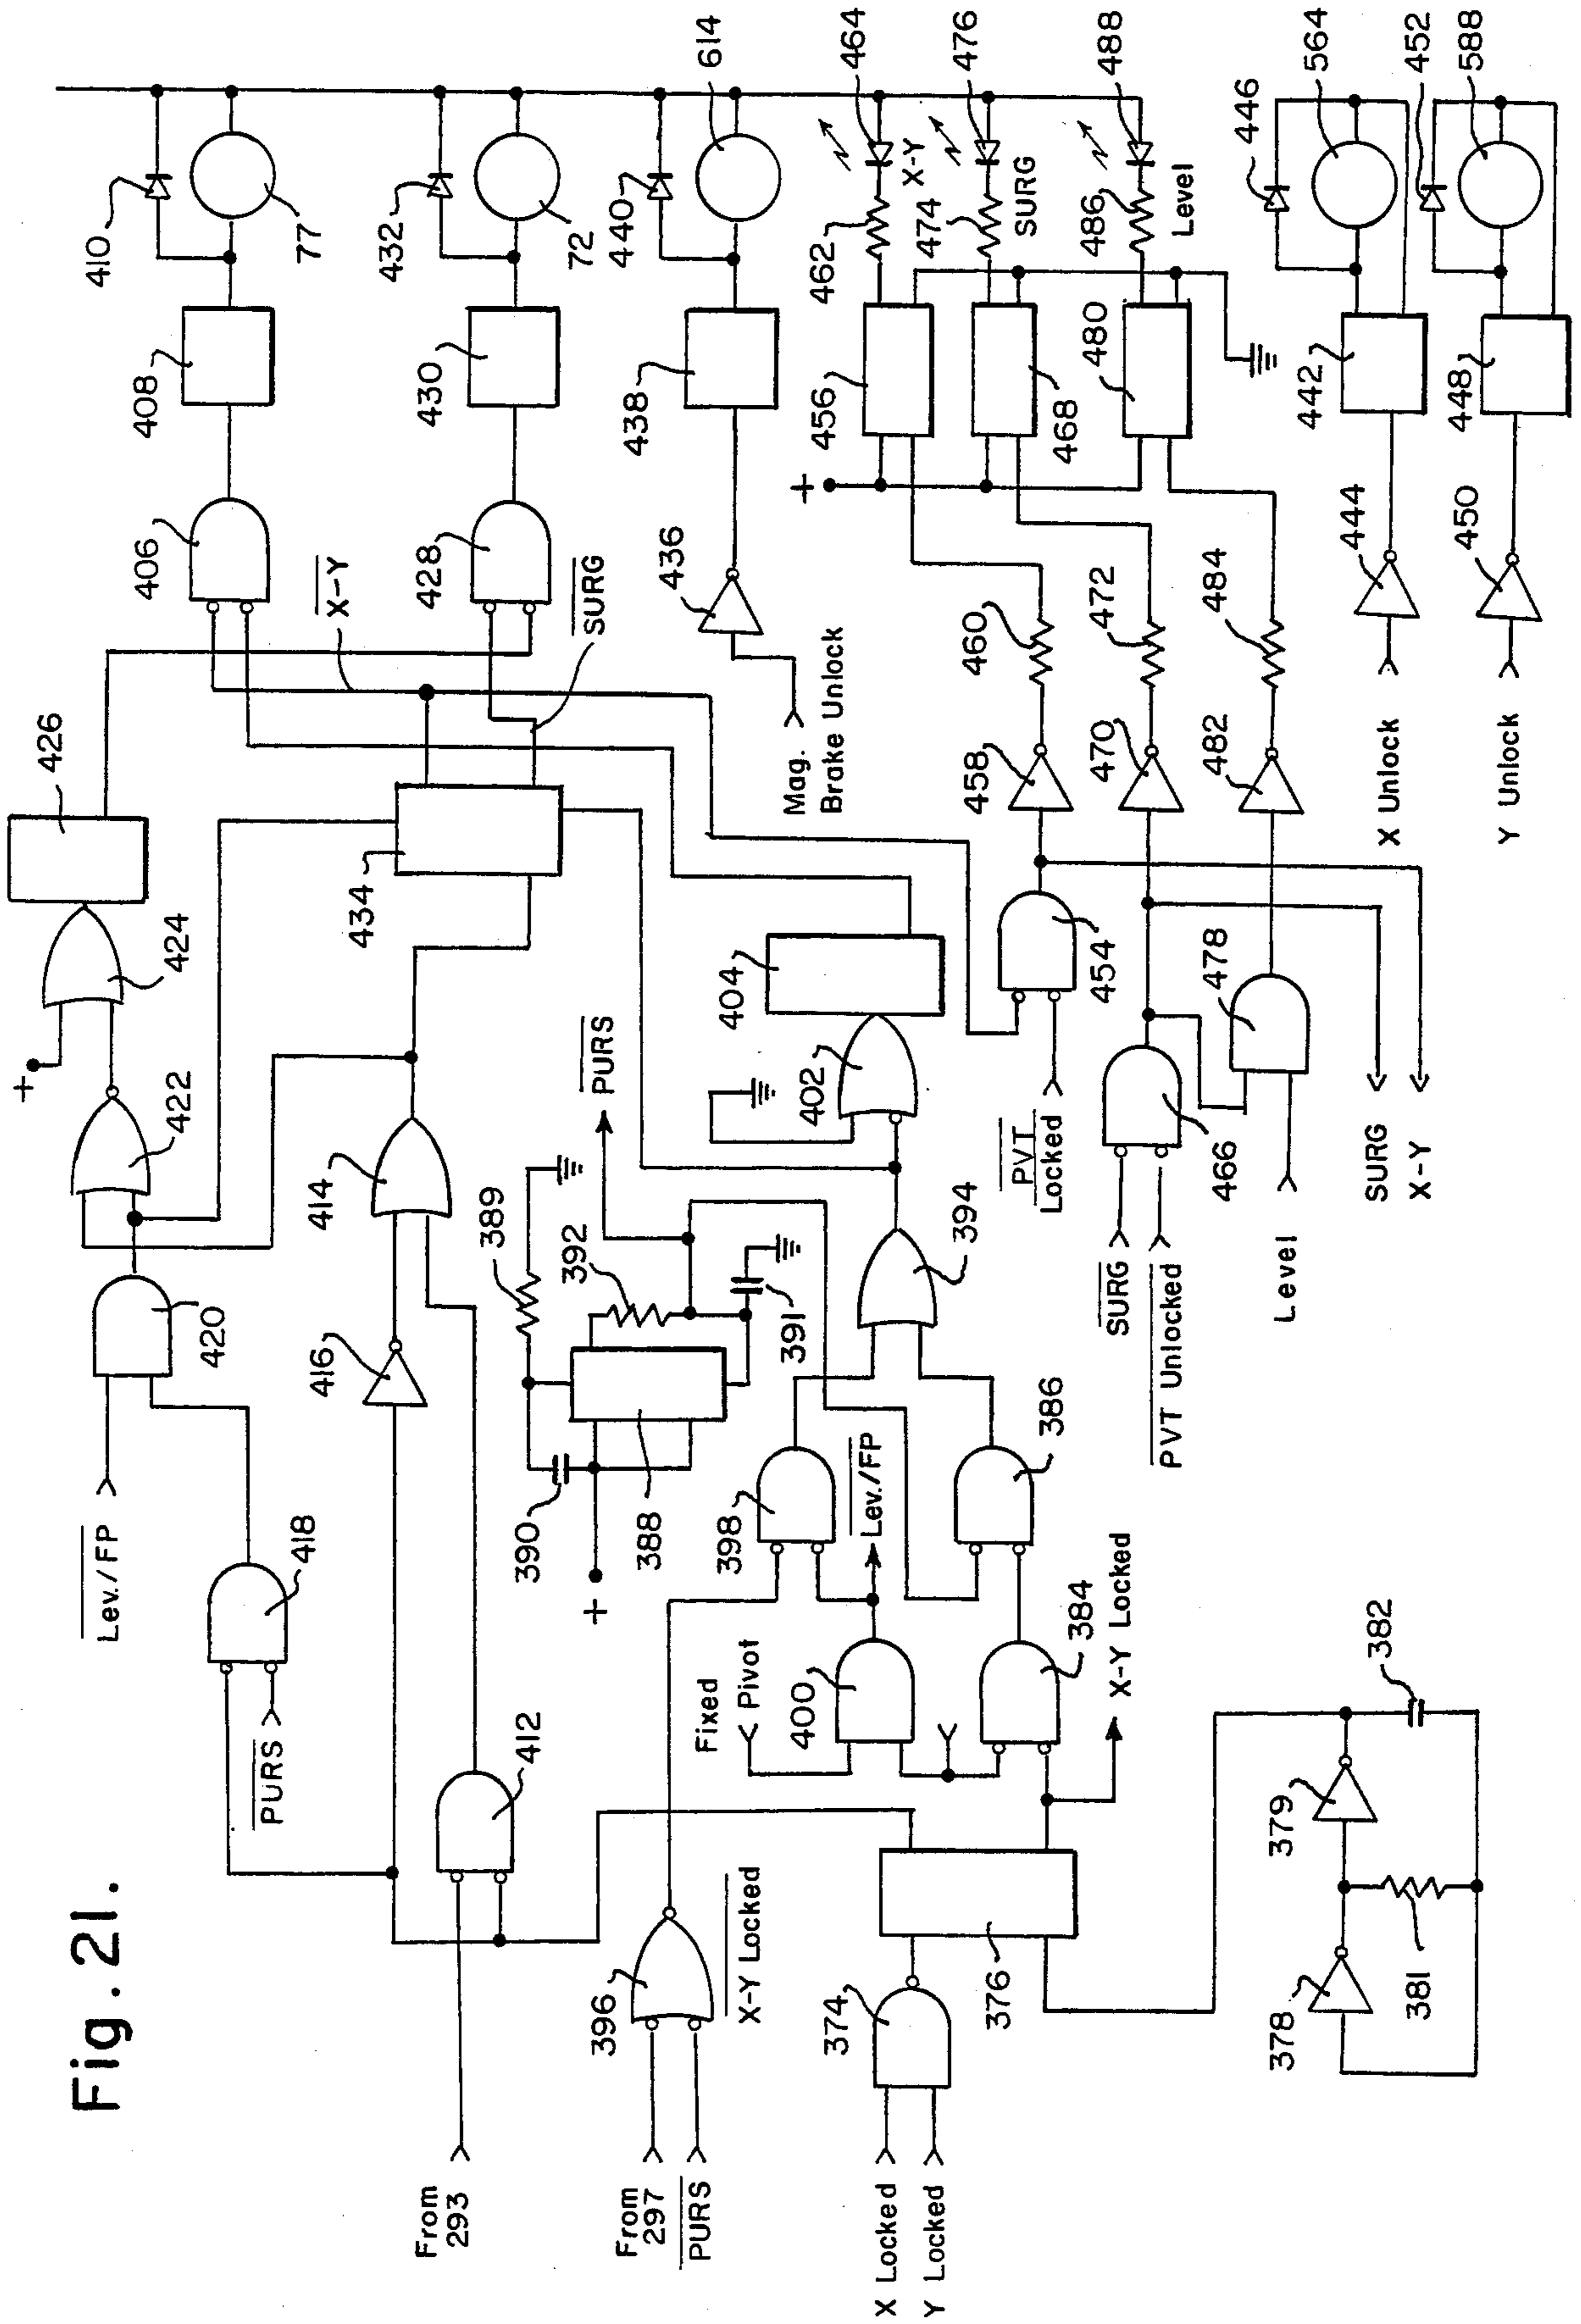 Fig. 21.
From
293
From
297
PURS
X Locked
Y Locked
Lev./FP
PURS
X-Y Locked
Fixed
Pivot
Lev./FP
X-Y Locked
PURS
PVT
Locked
SURG
PVT Unlocked
Level
SURG
X-Y
X-Y
SURG
Mag.
Brake Unlock
X Unlock
Y Unlock
X-Y
SURG
Level
+
+
+
410
77
408
406
432
72
430
428
440
614
438
436
426
424
422
420
418
434
414
416
412
389
392
391
390
388
404
402
394
398
386
400
384
396
374
376
382
379
378
381
464
462
456
460
458
454
476
474
468
472
470
466
488
486
480
484
482
478
446
564
442
444
452
588
448
450